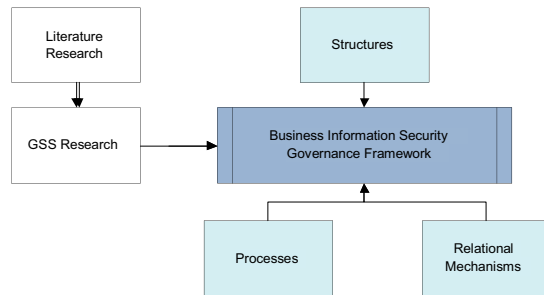 Literature
Research
Structures
GSS Research
Business Information Security
Governance Framework
Processes
Relational
Mechanisms